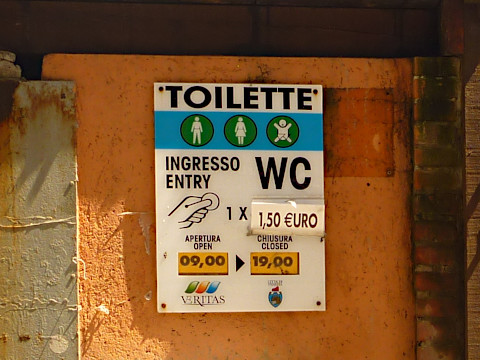 TOILETTE
INGRESSO
ENTRY
WC
1 X 1,50 €URO
APERTURA
OPEN
CHIUSURA
CLOSED
09,00
19,00
VERITAS